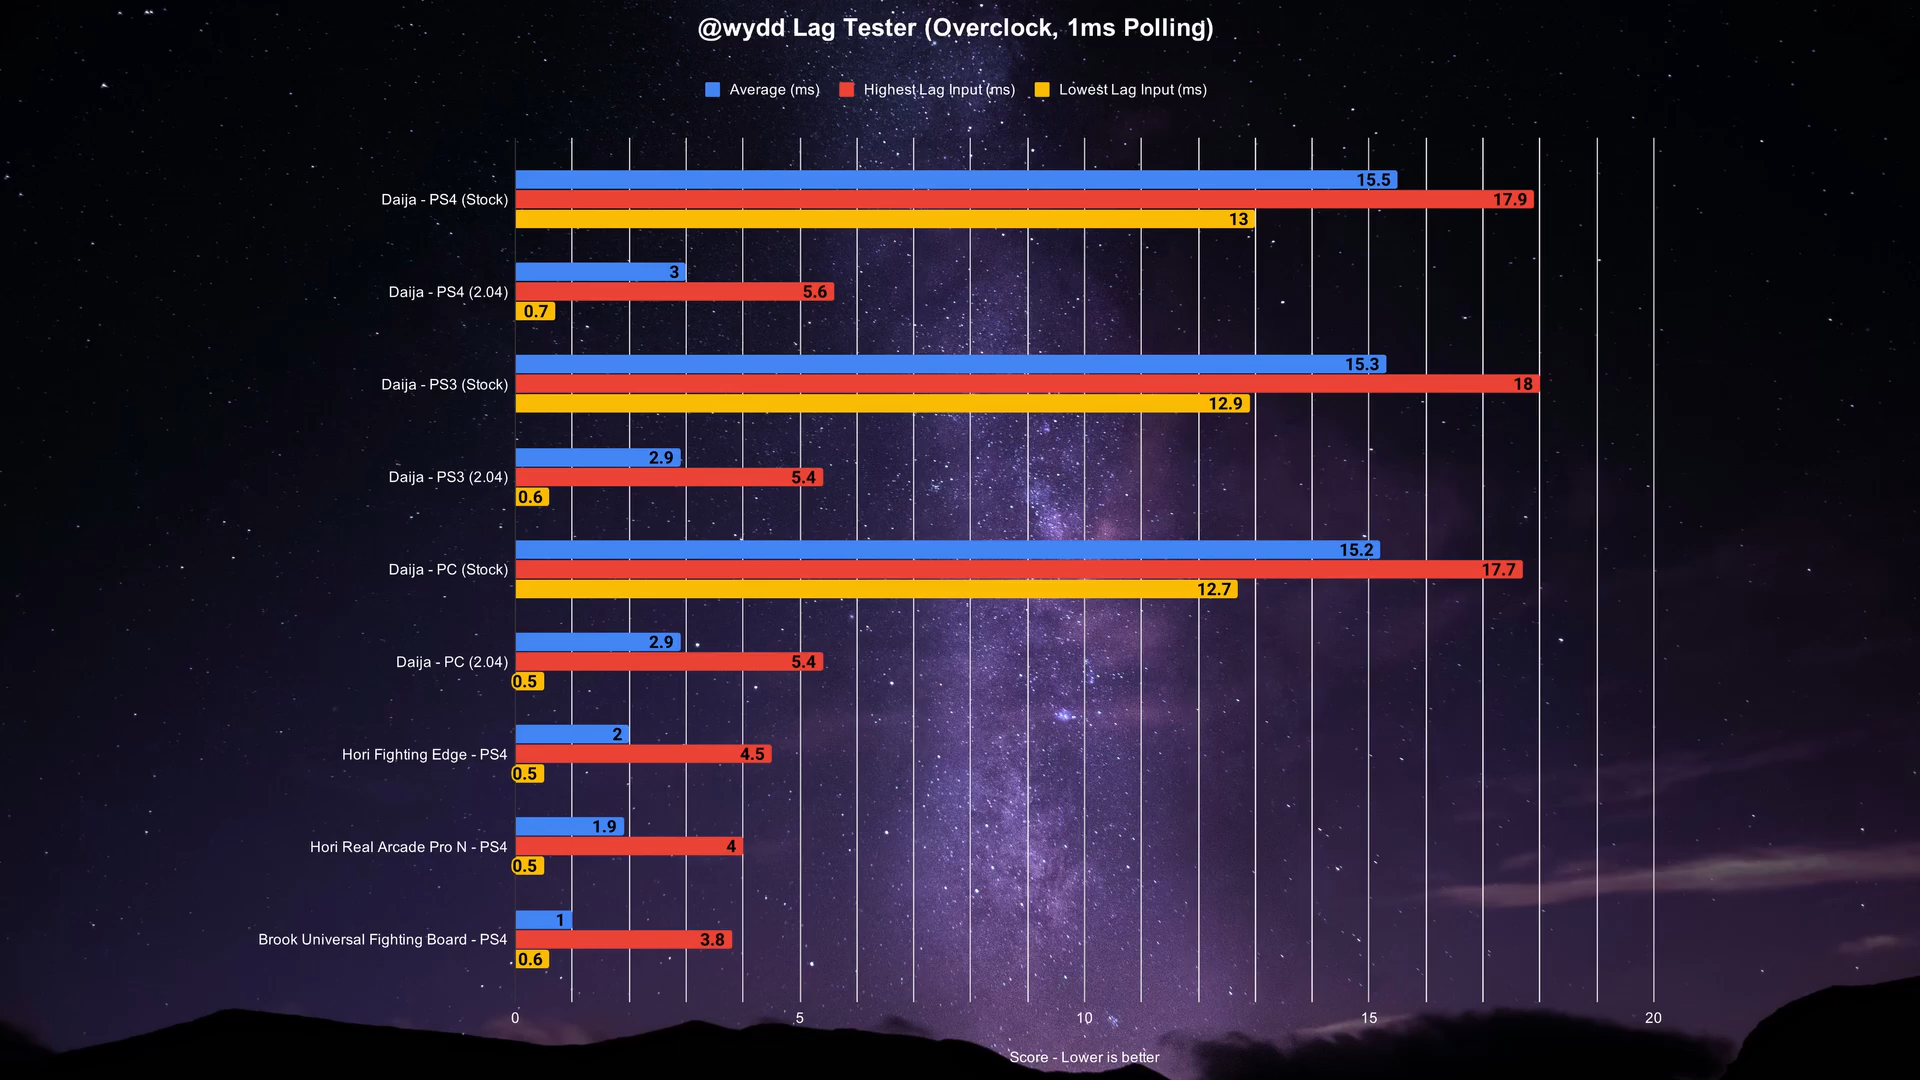 @wydd Lag Tester (Overclock, 1ms Polling)
Average (ms) Highest Lag Input (ms) Lowest Lag Input (ms)
Daija - PS4 (Stock)
15.5
17.9
13
Daija - PS4 (2.04)
3
5.6
0.7
Daija - PS3 (Stock)
15.3
18
12.9
Daija - PS3 (2.04)
2.9
5.4
0.6
Daija - PC (Stock)
15.2
17.7
12.7
Daija - PC (2.04)
2.9
5.4
0.5
Hori Fighting Edge - PS4
2
4.5
0.5
Hori Real Arcade Pro N - PS4
1.9
4
0.5
Brook Universal Fighting Board - PS4
1
3.8
0.6
0 5 10 15 20
Score - Lower is better